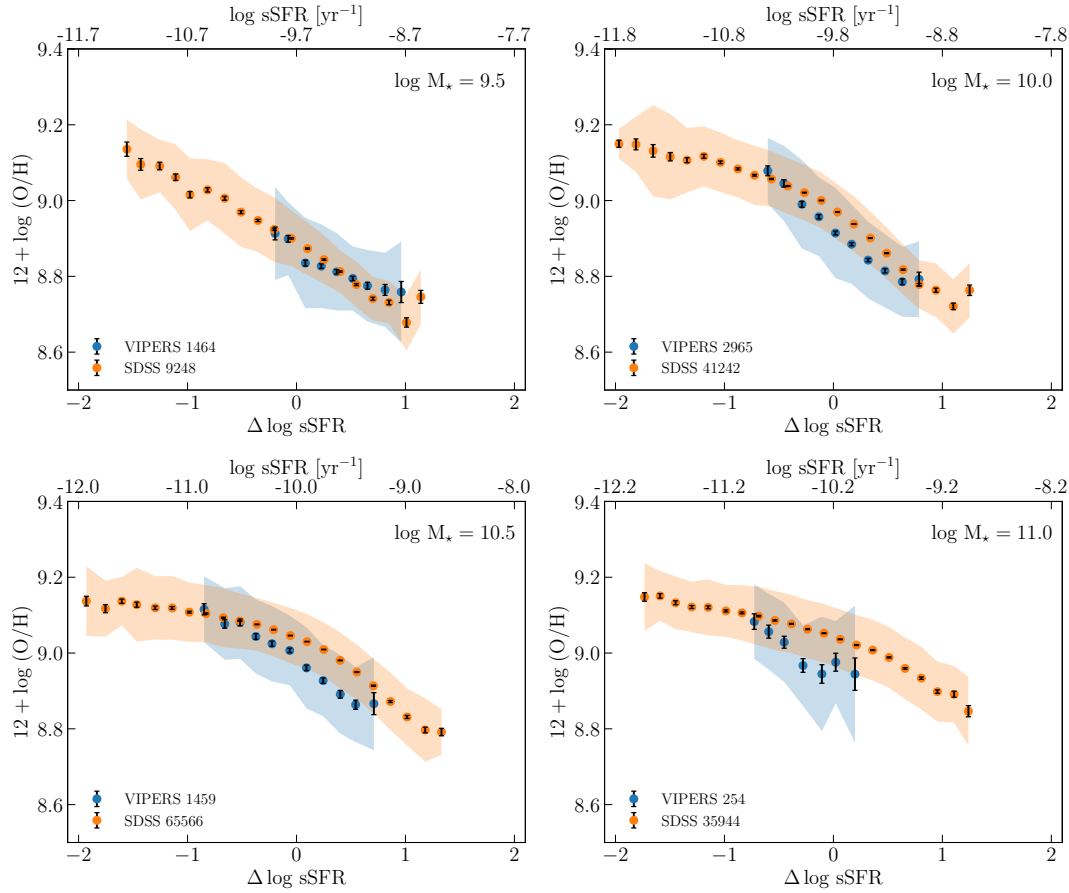 log sSFR [yr⁻¹]
-11.7 -10.7 -9.7 -8.7 -7.7
log M⋆ = 9.5
12 + log (O/H)
9.4
9.2
9.0
8.8
8.6
VIPERS 1464
SDSS 9248
−2 −1 0 1 2
Δ log sSFR
log sSFR [yr⁻¹]
-11.8 -10.8 -9.8 -8.8 -7.8
log M⋆ = 10.0
12 + log (O/H)
9.4
9.2
9.0
8.8
8.6
VIPERS 2965
SDSS 41242
−2 −1 0 1 2
Δ log sSFR
log sSFR [yr⁻¹]
-12.0 -11.0 -10.0 -9.0 -8.0
log M⋆ = 10.5
12 + log (O/H)
9.4
9.2
9.0
8.8
8.6
VIPERS 1459
SDSS 65566
−2 −1 0 1 2
Δ log sSFR
log sSFR [yr⁻¹]
-12.2 -11.2 -10.2 -9.2 -8.2
log M⋆ = 11.0
12 + log (O/H)
9.4
9.2
9.0
8.8
8.6
VIPERS 254
SDSS 35944
−2 −1 0 1 2
Δ log sSFR